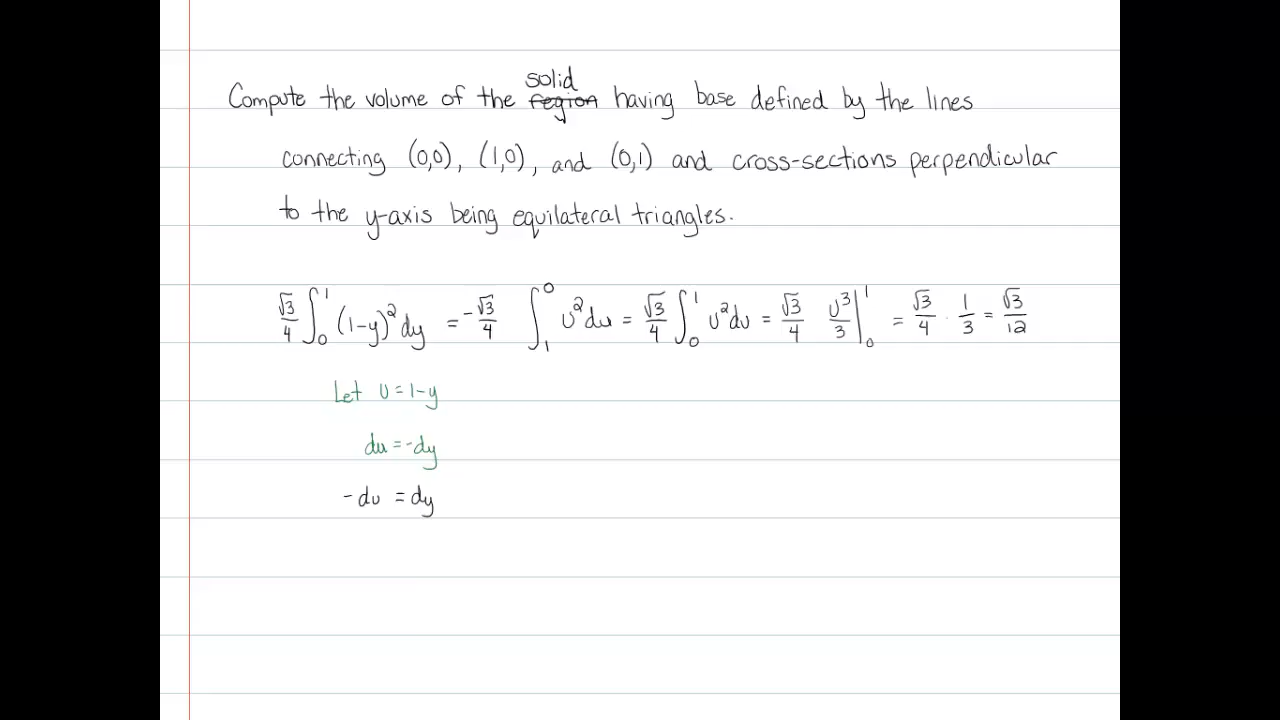 Compute the volume of the solid region having base defined by the lines
connecting (0,0), (1,0), and (0,1) and cross-sections perpendicular
to the y-axis being equilateral triangles.
√3/4 ∫₀¹ (1-y)² dy = -√3/4 ∫₁⁰ u² du = √3/4 ∫₀¹ u² du = √3/4 u³/3 |₀¹ = √3/4 · 1/3 = √3/12
Let u = 1-y
du = -dy
-du = dy